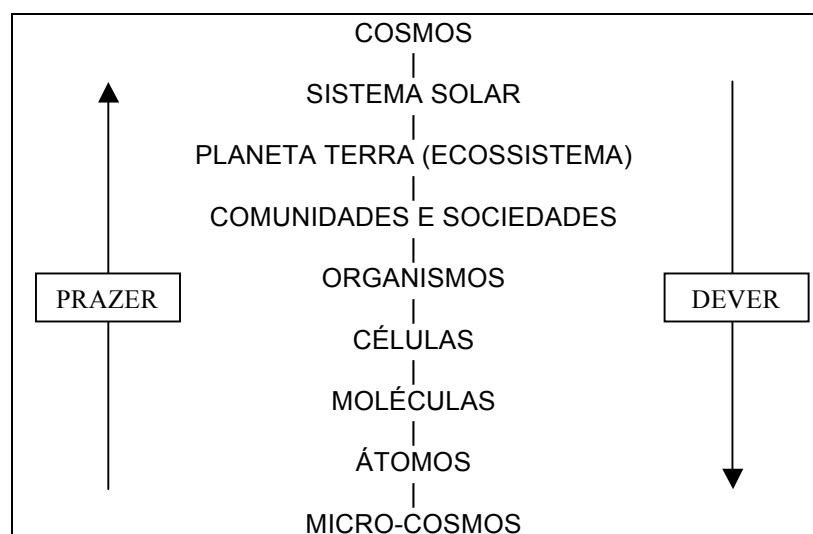 COSMOS
SISTEMA SOLAR
PLANETA TERRA (ECOSSISTEMA)
COMUNIDADES E SOCIEDADES
ORGANISMOS
PRAZER
DEVER
CÉLULAS
MOLÉCULAS
ÁTOMOS
MICRO-COSMOS